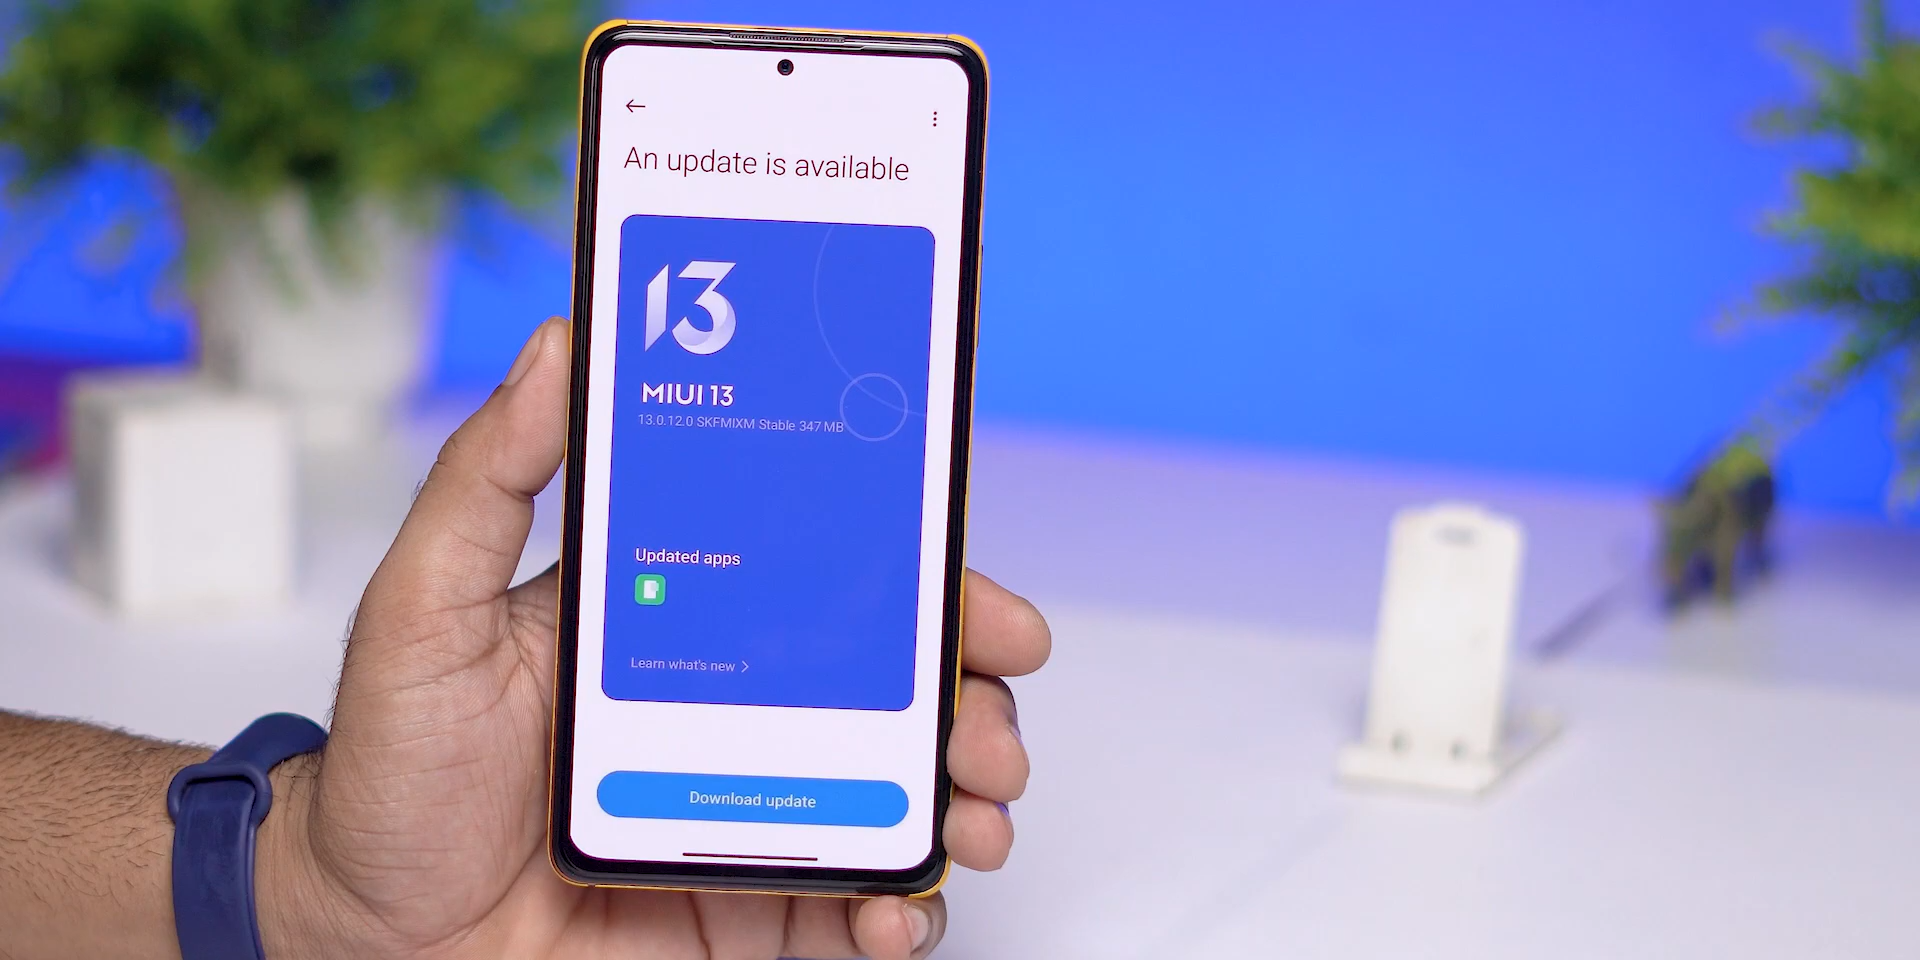 An update is available
13
MIUI 13
13.0.12.0 SKFMIXM Stable 347 MB
Updated apps
Learn what's new >
Download update